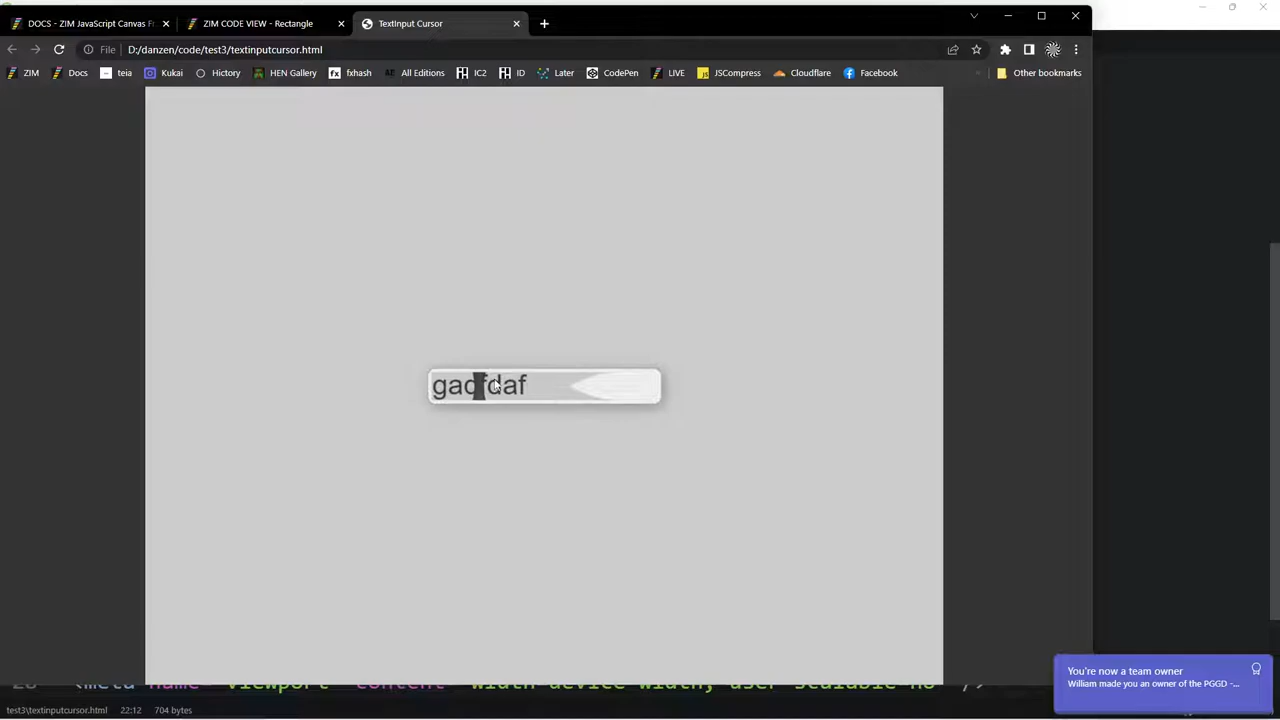 DOCS - ZIM JavaScript Canvas Fr
ZIM CODE VIEW - Rectangle
TextInput Cursor
File D:/danzen/code/test3/textinputcursor.html
ZIM Docs teia Kukai Hictory HEN Gallery fxhash All Editions IC2 ID Later CodePen LIVE JSCompress Cloudflare Facebook Other bookmarks
You're now a team owner
William made you an owner of the PGGD -...
test3\textinputcursor.html 22:12 704 bytes